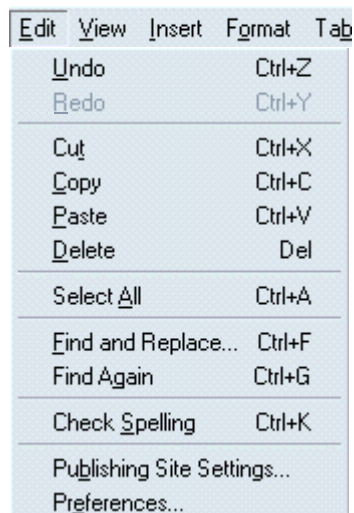 Edit View Insert Format Tab
Undo Ctrl+Z
Redo Ctrl+Y
Cut Ctrl+X
Copy Ctrl+C
Paste Ctrl+V
Delete Del
Select All Ctrl+A
Find and Replace... Ctrl+F
Find Again Ctrl+G
Check Spelling Ctrl+K
Publishing Site Settings...
Preferences...